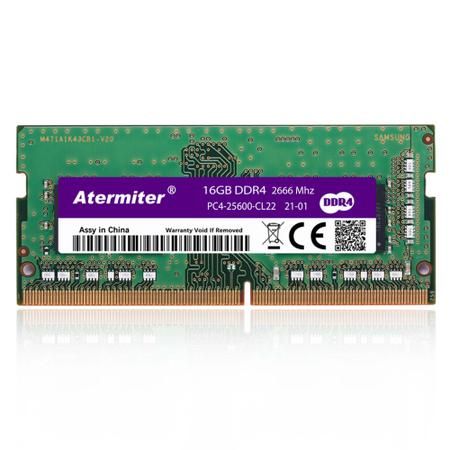 M471A1K43CB1-V20
SAMSUNG
Atermiter®
16GB DDR4 2666 Mhz
PC4-25600-CL22 21-01
DDR4
Assy in China
Warranty Void If Removed
CE